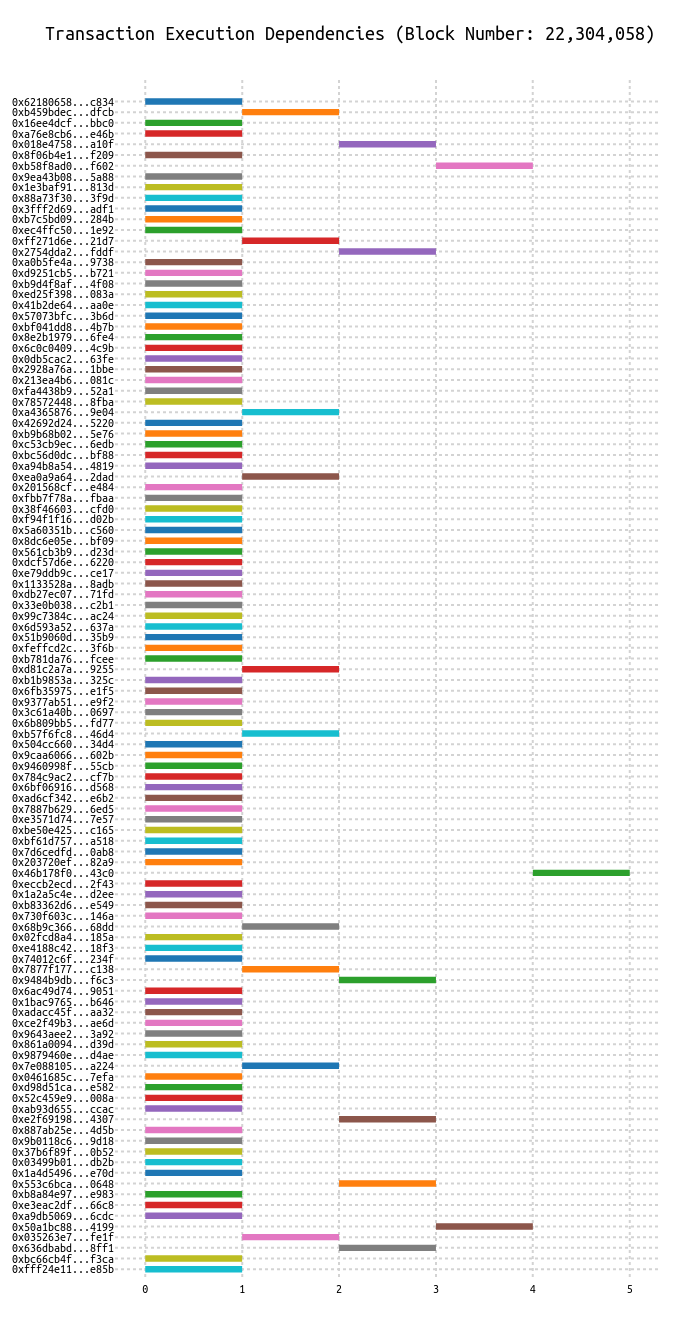 Transaction Execution Dependencies (Block Number: 22,304,058)
0x62180658...c834
0xb459bdec...dfcb
0x16ee4dcf...bbc0
0xa76e8cb6...e46b
0x018e4758...a10f
0x8f06b4e1...f209
0xb58f8ad0...f602
0x9ea43b08...5a88
0x1e3baf91...813d
0x88a73f30...3f9d
0x3fff2d69...adf1
0xb7c5bd09...284b
0xec4ffc50...1e92
0xff271d6e...21d7
0x2754dda2...fddf
0xa0b5fe4a...9738
0xd9251cb5...b721
0xb9d4f8af...4f08
0xed25f398...083a
0x41b2de64...aa0e
0x57073bfc...3b6d
0xbf041dd8...4b7b
0x8e2b1979...6fe4
0x6c0c0409...4c9b
0x0db5cac2...63fe
0x2928a76a...1bbe
0x213ea4b6...081c
0xfa4438b9...52a1
0x78572448...8fba
0xa4365876...9e04
0x42692d24...5220
0xb9b68b02...5e76
0xc53cb9ec...6edb
0xbc56d0dc...bf88
0xa94b8a54...4819
0xea0a9a64...2dad
0x201568cf...e484
0xfbb7f78a...fbaa
0x38f46603...cfd0
0xf94f1f16...d02b
0x5a60351b...c560
0x8dc6e05e...bf09
0x561cb3b9...d23d
0xdcf57d6e...6220
0xe79ddb9c...ce17
0x1133528a...8adb
0xdb27ec07...71fd
0x33e0b038...c2b1
0x99c7384c...ac24
0x6d593a52...637a
0x51b9060d...35b9
0xfeffcd2c...3f6b
0xb781da76...fcee
0xd81c2a7a...9255
0xb1b9853a...325c
0x6fb35975...e1f5
0x9377ab51...e9f2
0x3c61a40b...0697
0x6b809bb5...fd77
0xb57f6fc8...46d4
0x504cc660...34d4
0x9caa6066...602b
0x9460998f...55cb
0x784c9ac2...cf7b
0x6bf06916...d568
0xad6cf342...e6b2
0x7887b629...6ed5
0xe3571d74...7e57
0xbe50e425...c165
0xbf61d757...a518
0x7d6cedfd...0ab8
0x203720ef...82a9
0x46b178f0...43c0
0xeccb2ecd...2f43
0x1a2a5c4e...d2ee
0xb83362d6...e549
0x730f603c...146a
0x68b9c366...68dd
0x02fcd8a4...185a
0xe4188c42...18f3
0x74012c6f...234f
0x7877f177...c138
0x9484b9db...f6c3
0x6ac49d74...9051
0x1bac9765...b646
0xadacc45f...aa32
0xce2f49b3...ae6d
0x9643aee2...3a92
0x861a0094...d39d
0x9879460e...d4ae
0x7e088105...a224
0x0461685c...7efa
0xd98d51ca...e582
0x52c459e9...008a
0xab93d655...ccac
0xe2f69198...4307
0x887ab25e...4d5b
0x9b0118c6...9d18
0x37b6f89f...0b52
0x03499b01...db2b
0x1a4d5496...e70d
0x553c6bca...0648
0xb8a84e97...e983
0xe3eac2df...66c8
0xa9db5069...6cdc
0x50a1bc88...4199
0x035263e7...fe1f
0x636dbabd...8ff1
0xbc66cb4f...f3ca
0xfff24e11...e85b
0 1 2 3 4 5